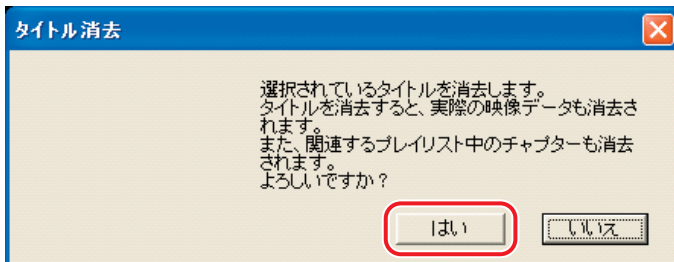 タイトル消去
選択されているタイトルを消去します。
タイトルを消去すると、実際の映像データも消去さ
れます。
また、関連するプレイリスト中のチャプターも消去
されます。
よろしいですか？
はい
いいえ